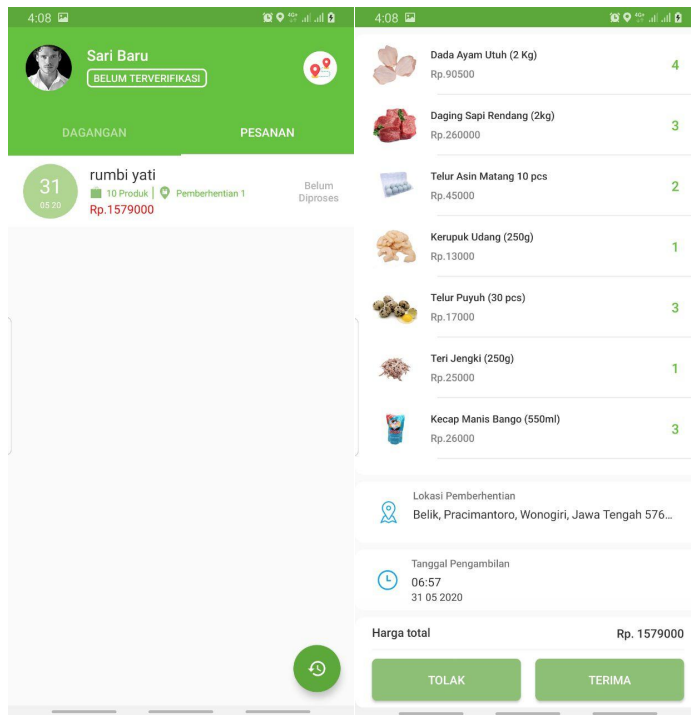 4:08
Sari Baru
BELUM TERVERIFIKASI
DAGANGAN PESANAN
31
05 20
rumbi yati
10 Produk Pemberhentian 1
Rp.1579000
Belum
Diproses
4:08
Dada Ayam Utuh (2 Kg)
Rp.90500
4
Daging Sapi Rendang (2kg)
Rp.260000
3
Telur Asin Matang 10 pcs
Rp.45000
2
Kerupuk Udang (250g)
Rp.13000
1
Telur Puyuh (30 pcs)
Rp.17000
3
Teri Jengki (250g)
Rp.25000
1
Kecap Manis Bango (550ml)
Rp.26000
3
Lokasi Pemberhentian
Belik, Pracimantoro, Wonogiri, Jawa Tengah 576...
Tanggal Pengambilan
06:57
31 05 2020
Harga total Rp. 1579000
TOLAK TERIMA